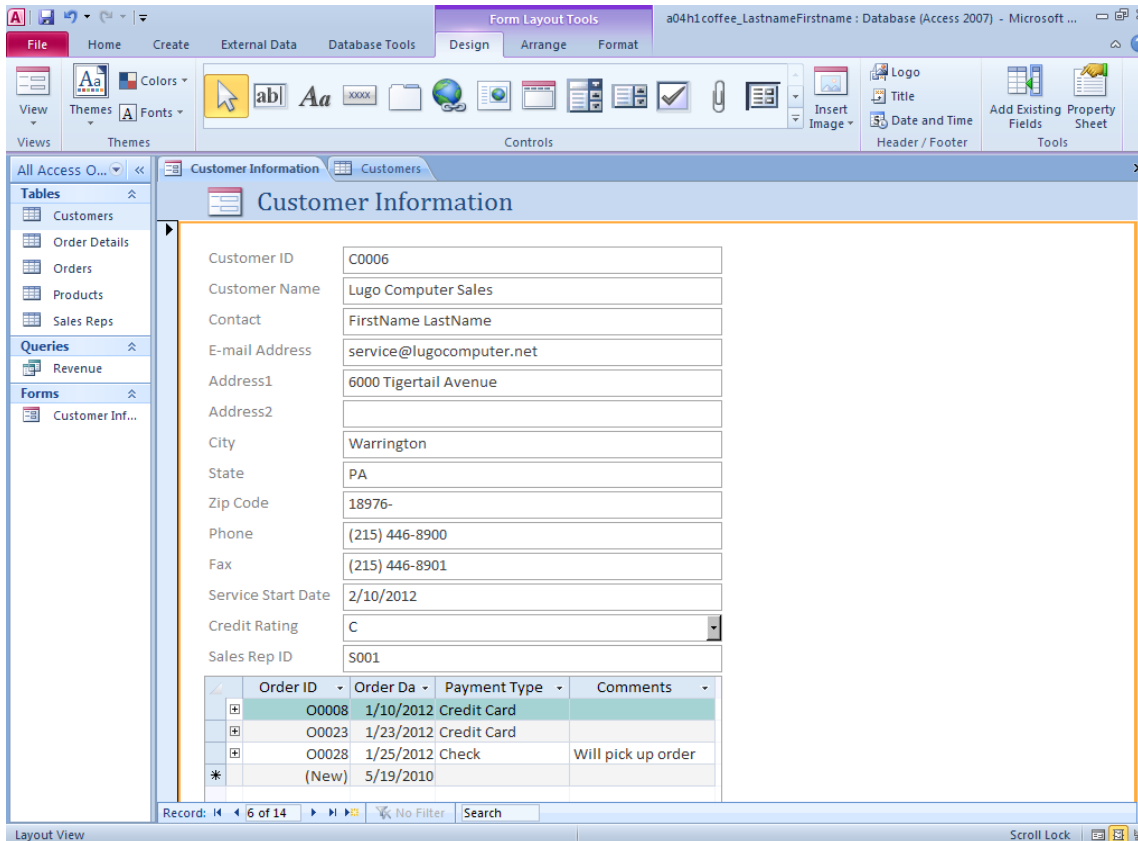 Form Layout Tools a04h1coffee_LastnameFirstname : Database (Access 2007) - Microsoft ...
File Home Create External Data Database Tools Design Arrange Format
View Themes Colors Fonts ab| Aa xxxx Insert Image Logo Title Date and Time Add Existing Fields Property Sheet
Views Themes Controls Header / Footer Tools
All Access O... « Customer Information Customers
Tables
Customers
Order Details
Orders
Products
Sales Reps
Queries
Revenue
Forms
Customer Inf...
Customer Information
Customer ID C0006
Customer Name Lugo Computer Sales
Contact FirstName LastName
E-mail Address service@lugocomputer.net
Address1 6000 Tigertail Avenue
Address2
City Warrington
State PA
Zip Code 18976-
Phone (215) 446-8900
Fax (215) 446-8901
Service Start Date 2/10/2012
Credit Rating C
Sales Rep ID S001
Order ID Order Da Payment Type Comments
O0008 1/10/2012 Credit Card
O0023 1/23/2012 Credit Card
O0028 1/25/2012 Check Will pick up order
(New) 5/19/2010
Record: 6 of 14 No Filter Search
Layout View Scroll Lock